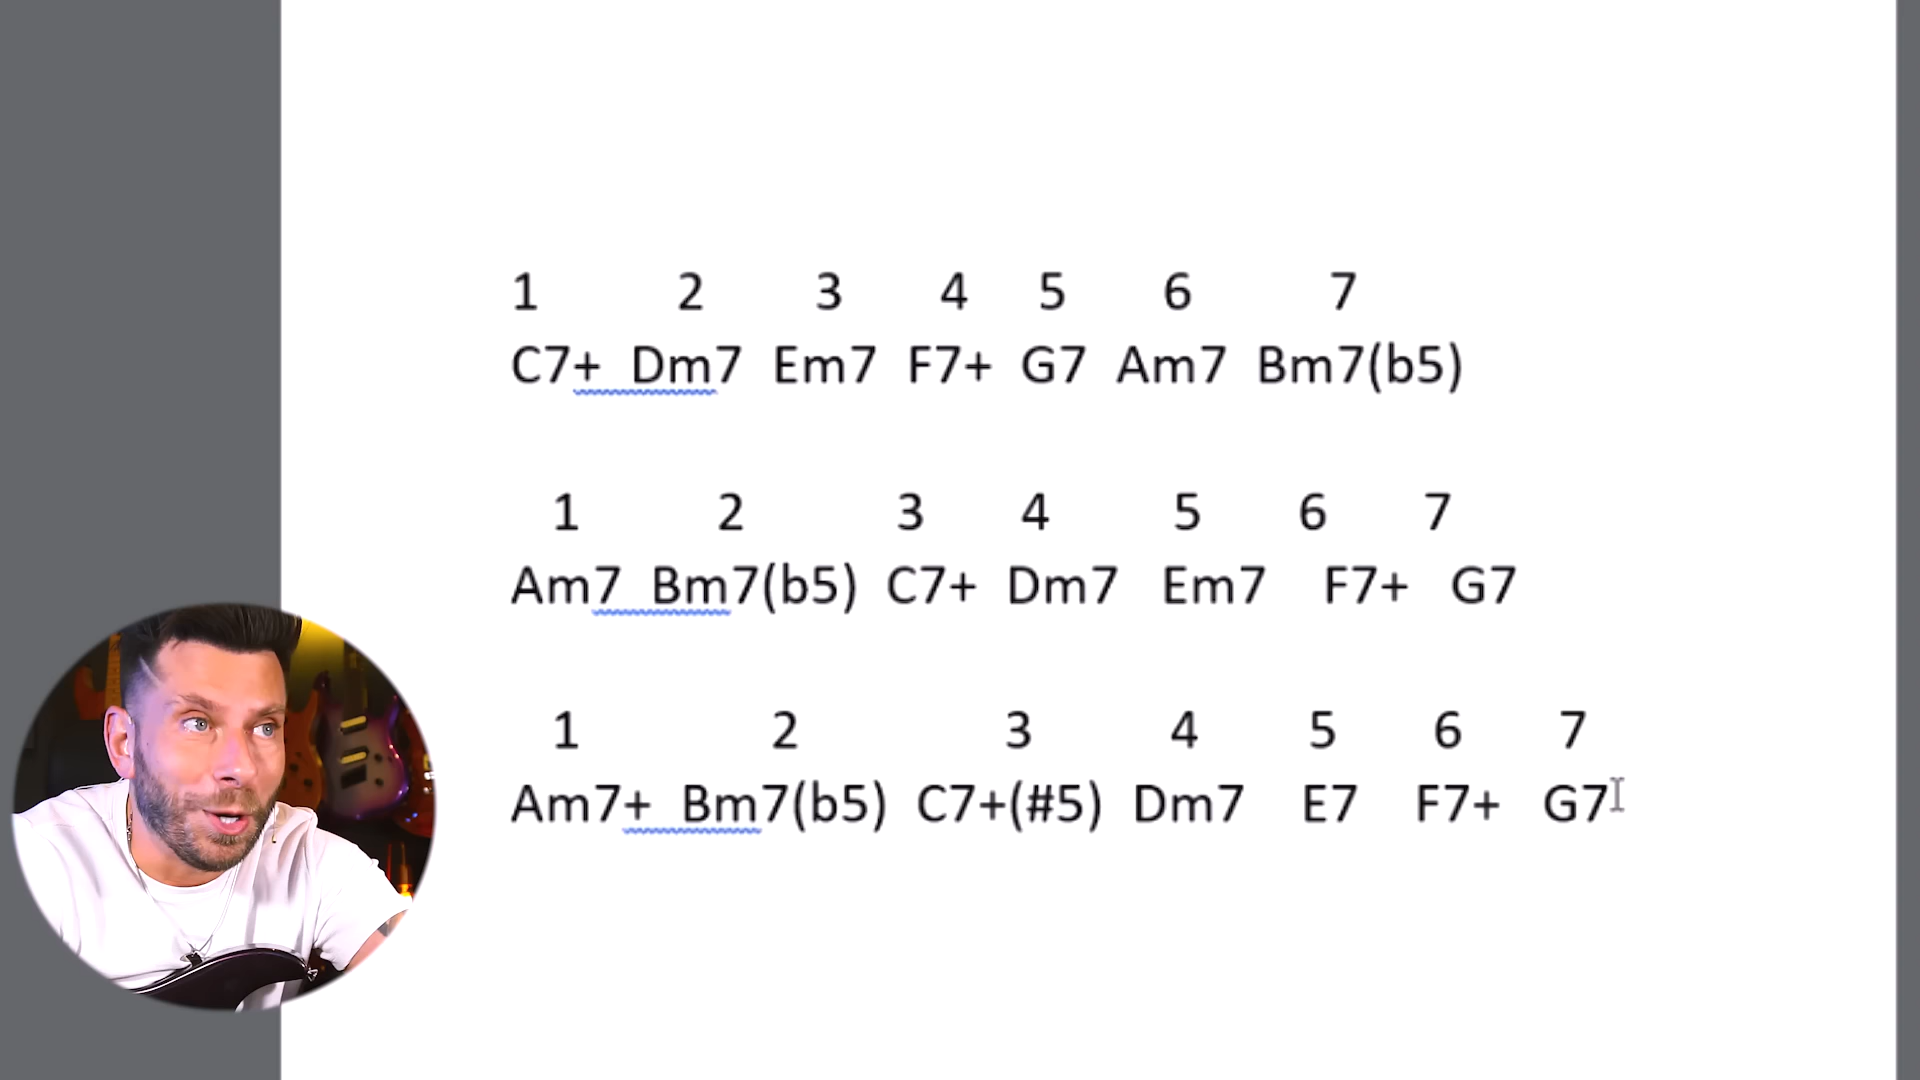 1 2 3 4 5 6 7
C7+ Dm7 Em7 F7+ G7 Am7 Bm7(b5)
1 2 3 4 5 6 7
Am7 Bm7(b5) C7+ Dm7 Em7 F7+ G7
1 2 3 4 5 6 7
Am7+ Bm7(b5) C7+(#5) Dm7 E7 F7+ G7